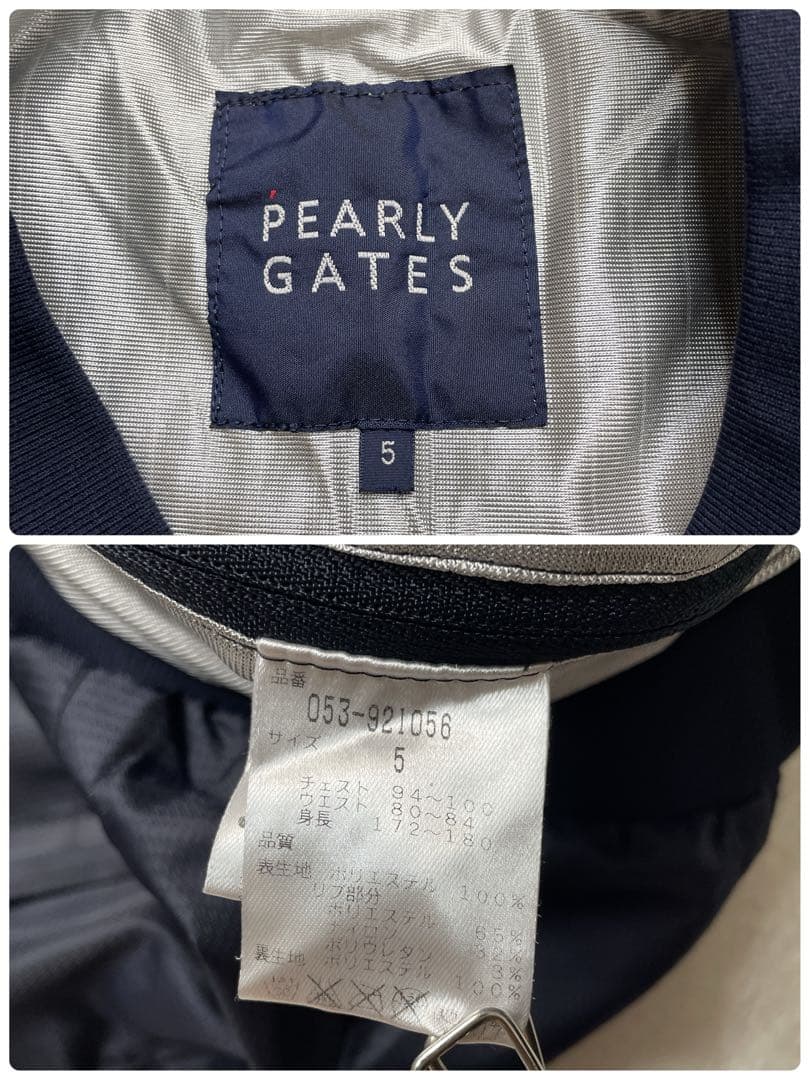 PEARLY
GATES
5
品番
053-921056
サイズ
5
チェスト 94～100
ウエスト 80～84
身長 172～180
品質
表生地 ポリエステル 100%
リブ部分
ポリエステル 65%
ナイロン 32%
ポリウレタン 3%
裏生地 ポリエステル 100%